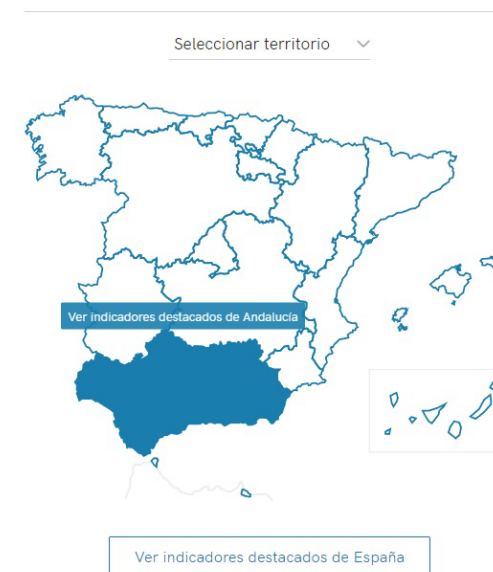 Seleccionar territorio
Ver indicadores destacados de Andalucía
Ver indicadores destacados de España